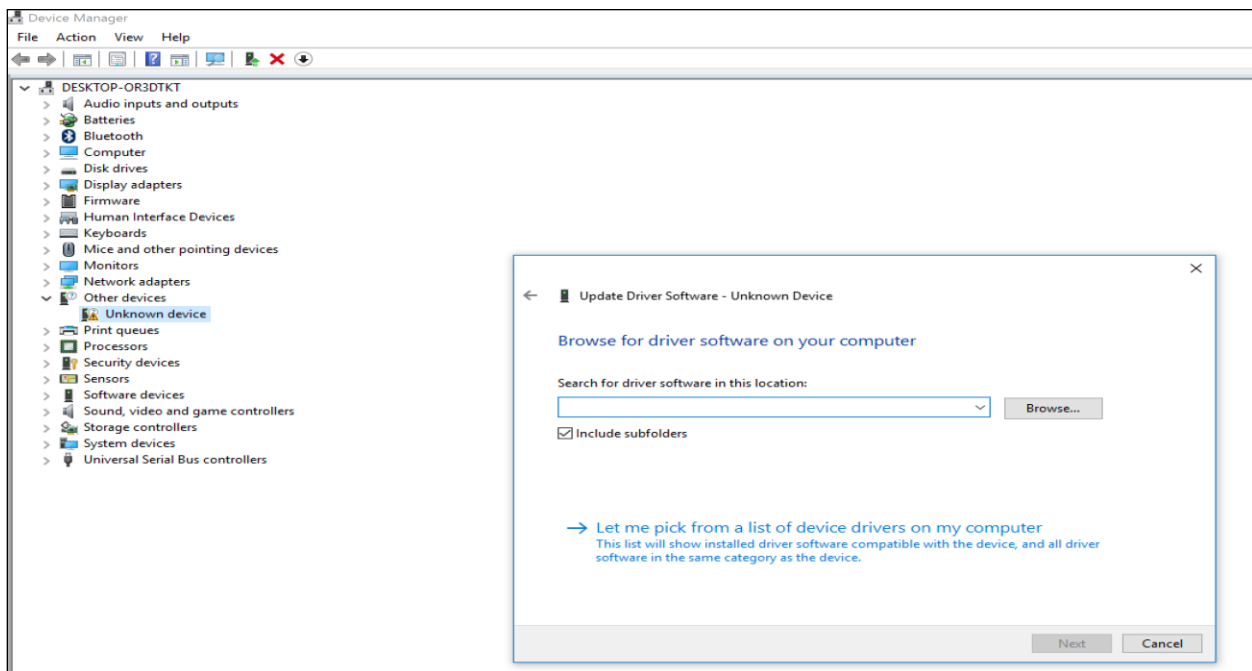 Device Manager
File Action View Help
DESKTOP-OR3DTKT
Audio inputs and outputs
Batteries
Bluetooth
Computer
Disk drives
Display adapters
Firmware
Human Interface Devices
Keyboards
Mice and other pointing devices
Monitors
Network adapters
Other devices
Unknown device
Print queues
Processors
Security devices
Sensors
Software devices
Sound, video and game controllers
Storage controllers
System devices
Universal Serial Bus controllers
Update Driver Software - Unknown Device
Browse for driver software on your computer
Search for driver software in this location:
Browse...
Include subfolders
Let me pick from a list of device drivers on my computer
This list will show installed driver software compatible with the device, and all driver
software in the same category as the device.
Next Cancel